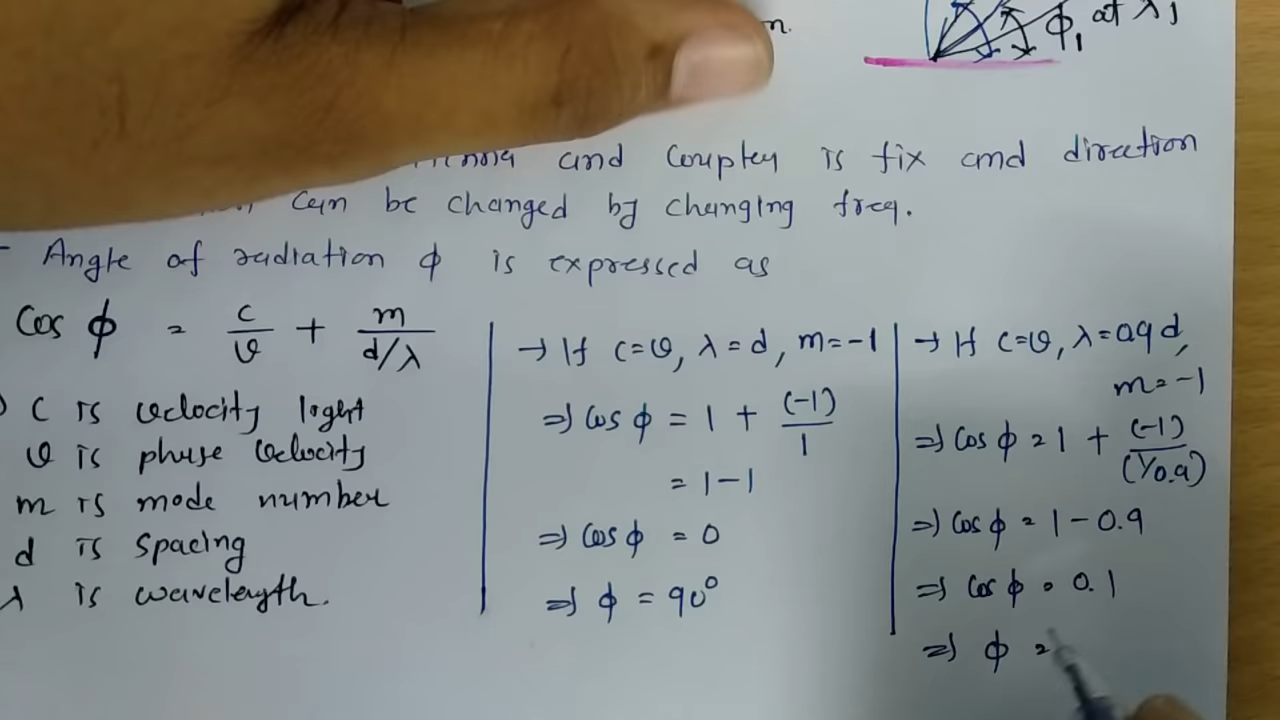 n.
ϕ₁ at λ₁
and Coupler is fix and direction
can be changed by changing freq.
- Angle of radiation ϕ is expressed as
Cos ϕ = c/v + m/(d/λ)
C is velocity loght
v is phase velocity
m is mode number
d is spacing
λ is wavelength.
→ If C=v, λ=d, m=-1
⇒ Cos ϕ = 1 + (-1)/1
= 1-1
⇒ Cos ϕ = 0
⇒ ϕ = 90°
→ If C=v, λ=0.9d,
m=-1
⇒ Cos ϕ = 1 + (-1)/(1/0.9)
⇒ Cos ϕ = 1 - 0.9
⇒ Cos ϕ = 0.1
⇒ ϕ =